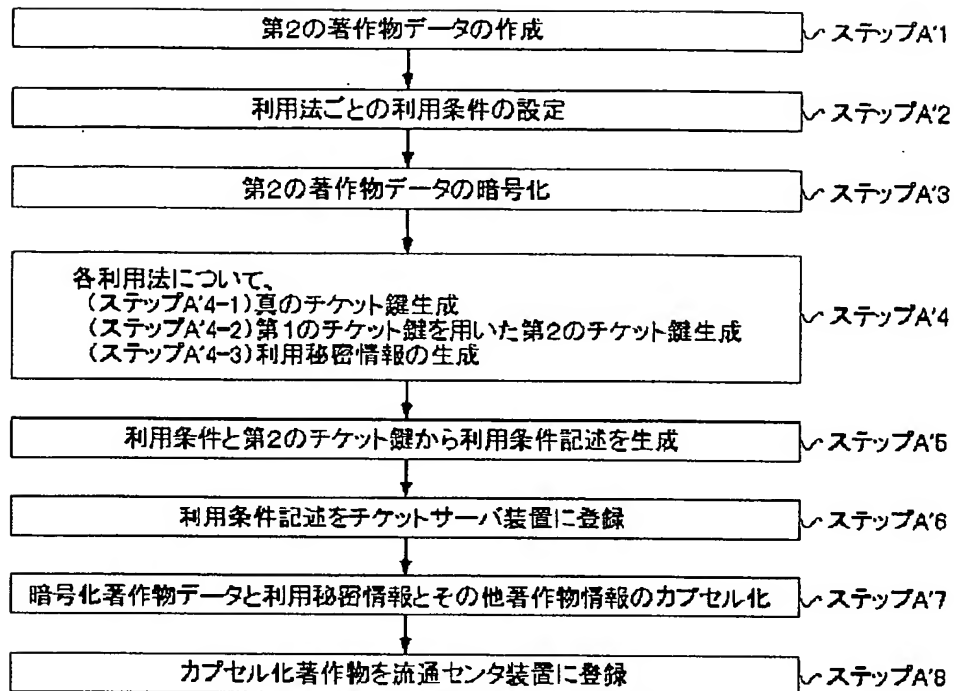 第2の著作物データの作成
ステップA'1
利用法ごとの利用条件の設定
ステップA'2
第2の著作物データの暗号化
ステップA'3
各利用法について、
(ステップA'4-1)真のチケット鍵生成
(ステップA'4-2)第1のチケット鍵を用いた第2のチケット鍵生成
(ステップA'4-3)利用秘密情報の生成
ステップA'4
利用条件と第2のチケット鍵から利用条件記述を生成
ステップA'5
利用条件記述をチケットサーバ装置に登録
ステップA'6
暗号化著作物データと利用秘密情報とその他著作物情報のカプセル化
ステップA'7
カプセル化著作物を流通センタ装置に登録
ステップA'8